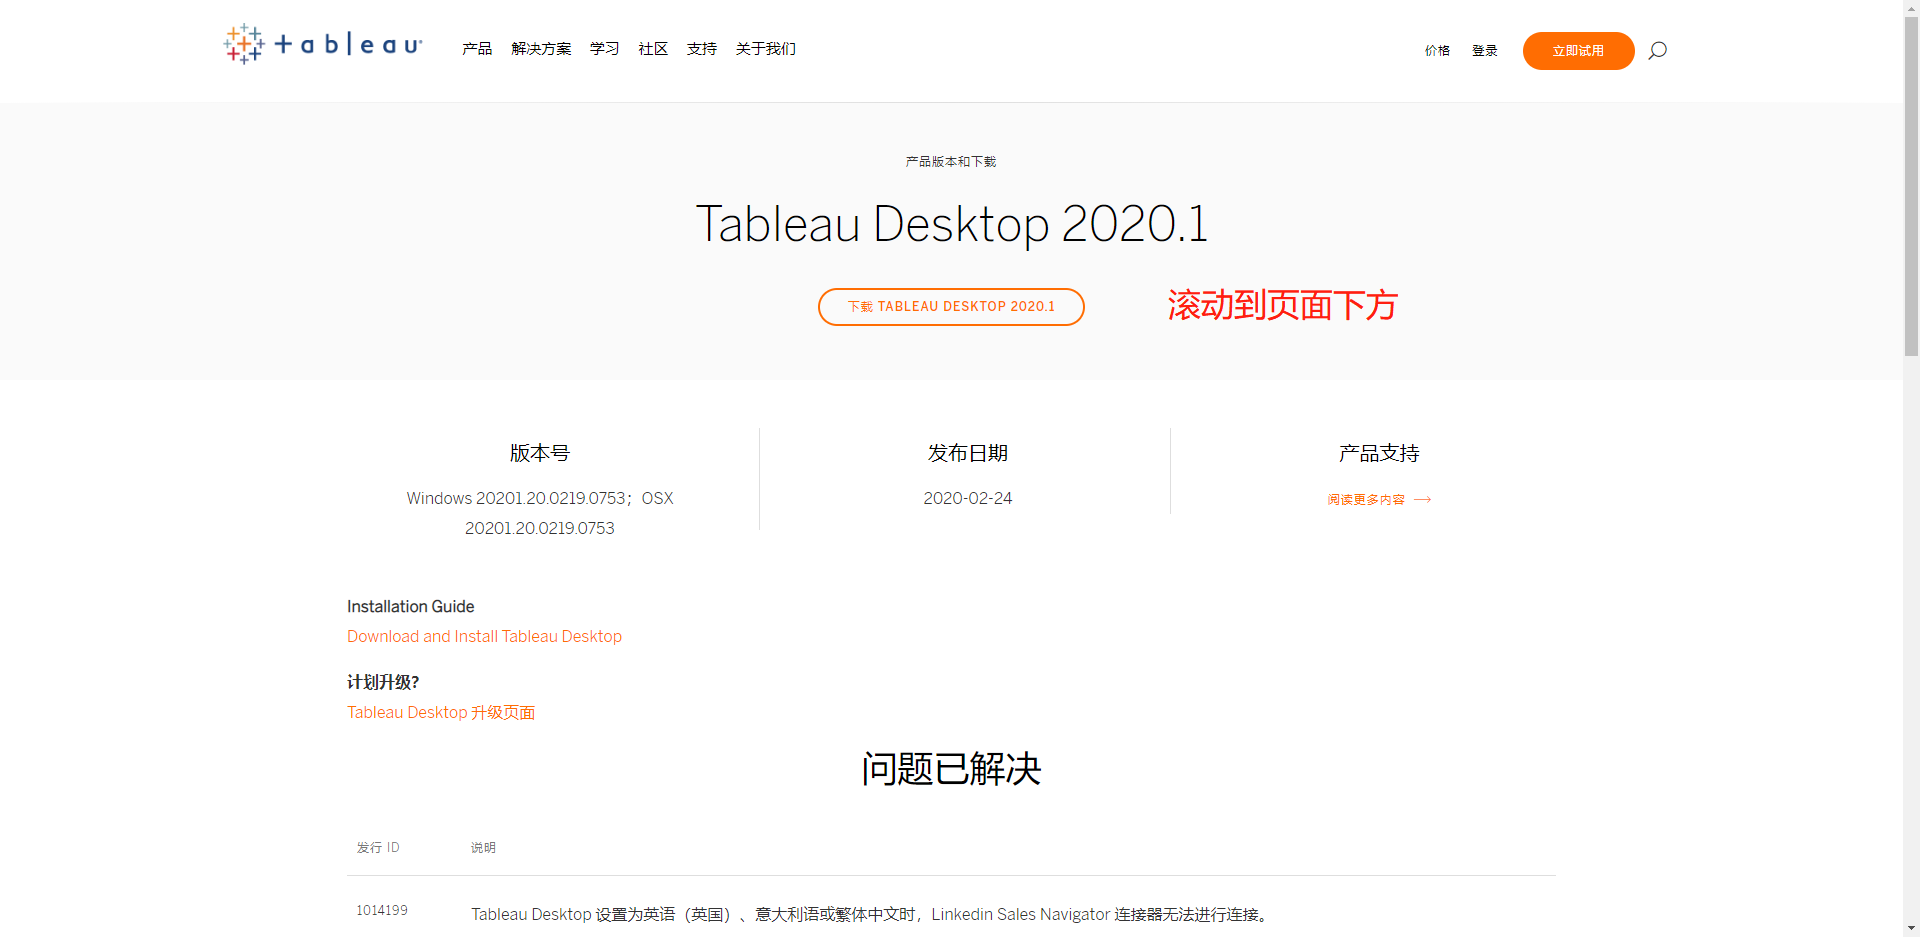 tableau
产品 解决方案 学习 社区 支持 关于我们
价格 登录 立即试用
产品版本和下载
Tableau Desktop 2020.1
下载 TABLEAU DESKTOP 2020.1
滚动到页面下方
版本号
Windows 20201.20.0219.0753；OSX
20201.20.0219.0753
发布日期
2020-02-24
产品支持
阅读更多内容
Installation Guide
Download and Install Tableau Desktop
计划升级?
Tableau Desktop 升级页面
问题已解决
发行 ID 说明
1014199 Tableau Desktop 设置为英语（英国）、意大利语或繁体中文时，Linkedin Sales Navigator 连接器无法进行连接。